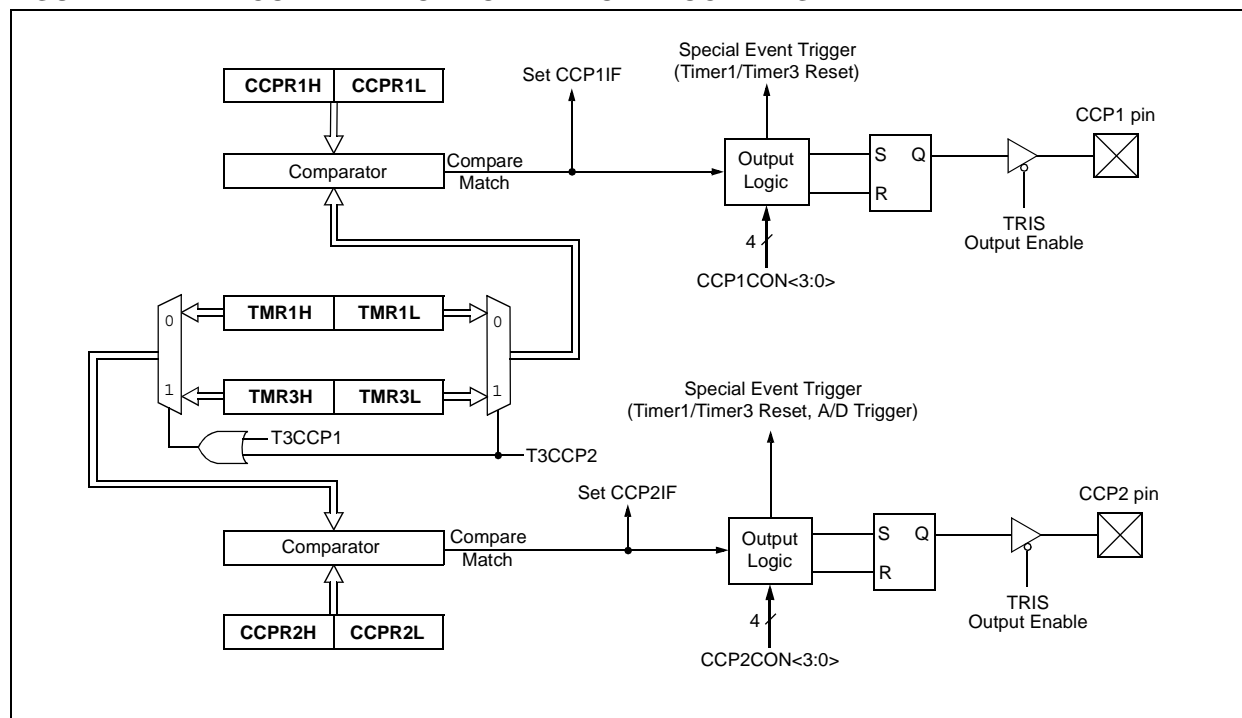 Special Event Trigger
(Timer1/Timer3 Reset)
Set CCP1IF
CCPR1H CCPR1L
CCP1 pin
Comparator
Compare
Match
Output
Logic
S Q
R
TRIS
Output Enable
4
CCP1CON<3:0>
0 TMR1H TMR1L 0
1 TMR3H TMR3L 1
T3CCP1
T3CCP2
Special Event Trigger
(Timer1/Timer3 Reset, A/D Trigger)
Set CCP2IF
CCP2 pin
Comparator
Compare
Match
Output
Logic
S Q
R
TRIS
Output Enable
4
CCPR2H CCPR2L
CCP2CON<3:0>